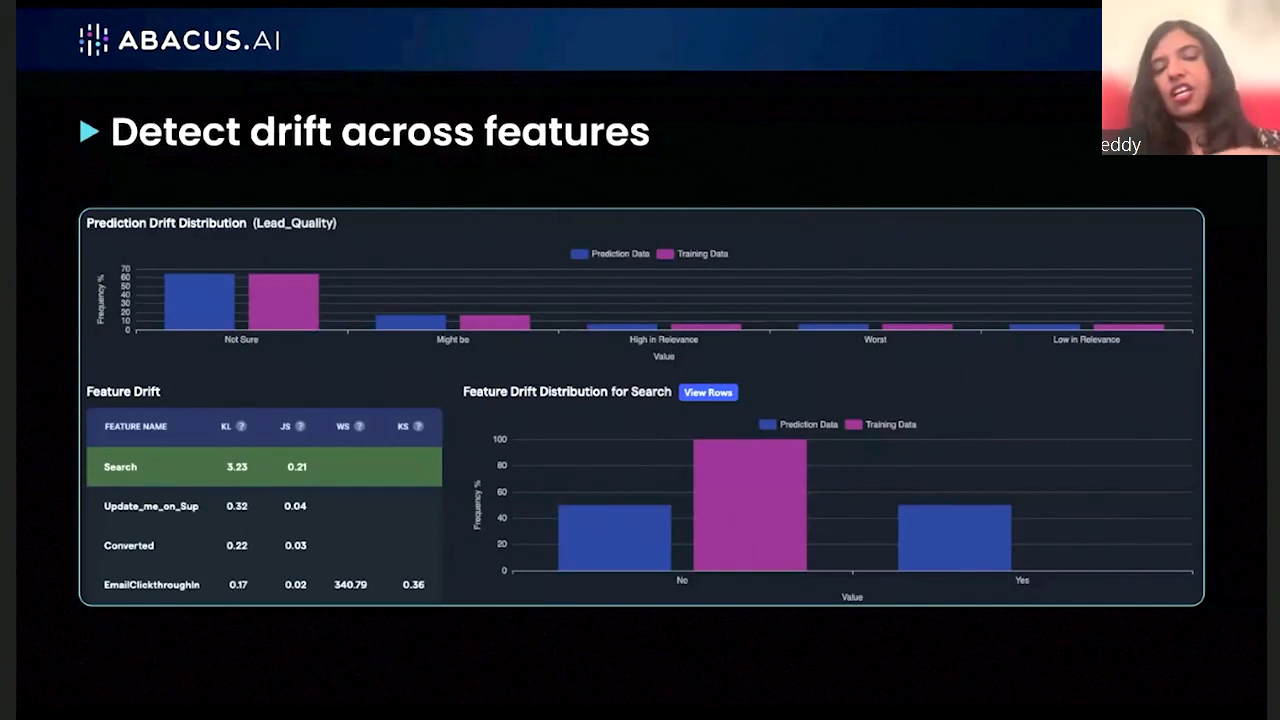 ABACUS.AI
eddy
Detect drift across features
Prediction Drift Distribution (Lead_Quality)
Prediction Data Training Data
Frequency %
70
60
50
40
30
20
10
0
Not Sure Might be High in Relevance Worst Low in Relevance
Value
Feature Drift
FEATURE NAME KL ? JS ? WS ? KS ?
Search 3.23 0.21
Update_me_on_Sup 0.32 0.04
Converted 0.22 0.03
EmailClickthroughIn 0.17 0.02 340.79 0.36
Feature Drift Distribution for Search View Rows
Prediction Data Training Data
Frequency %
100
80
60
40
20
0
No Yes
Value